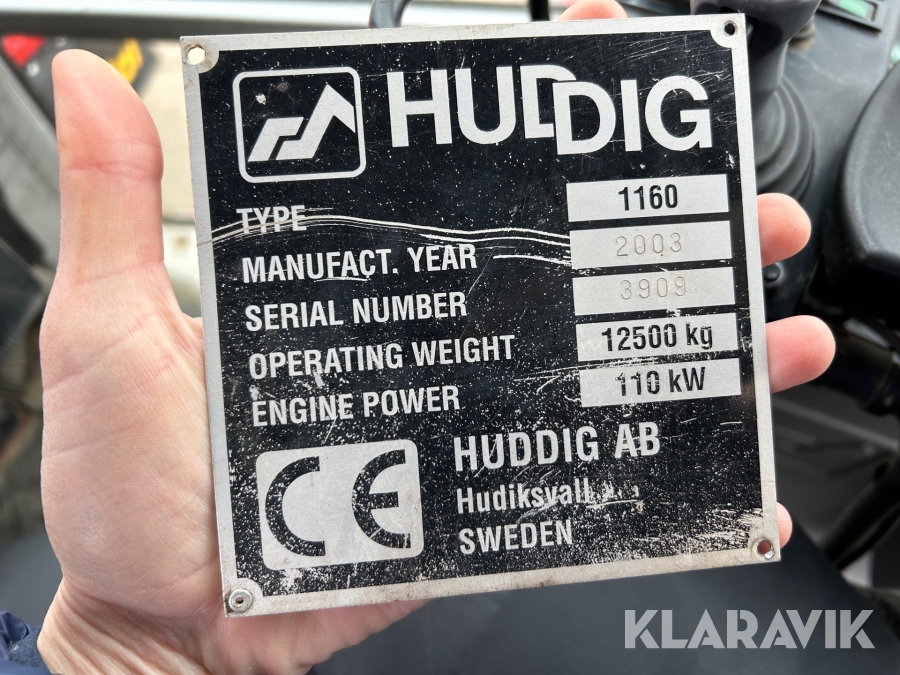 HUDDIG
TYPE 1160
MANUFACT. YEAR 2003
SERIAL NUMBER 3909
OPERATING WEIGHT 12500 kg
ENGINE POWER 110 kW
CE
HUDDIG AB
Hudiksvall
SWEDEN
KLARAVIK